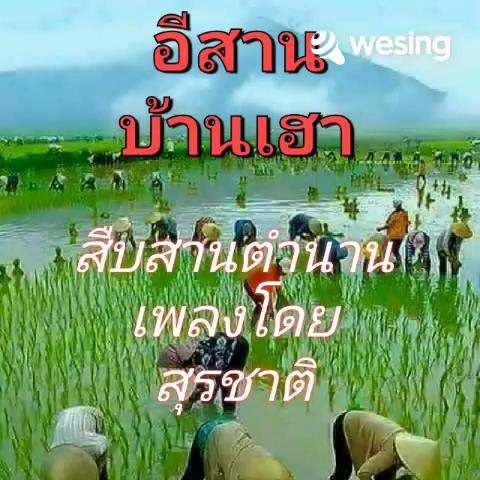 อีสาน
wesing
บ้านเฮา
สืบสานตำนาน
เพลงโดย
สุรชาติ